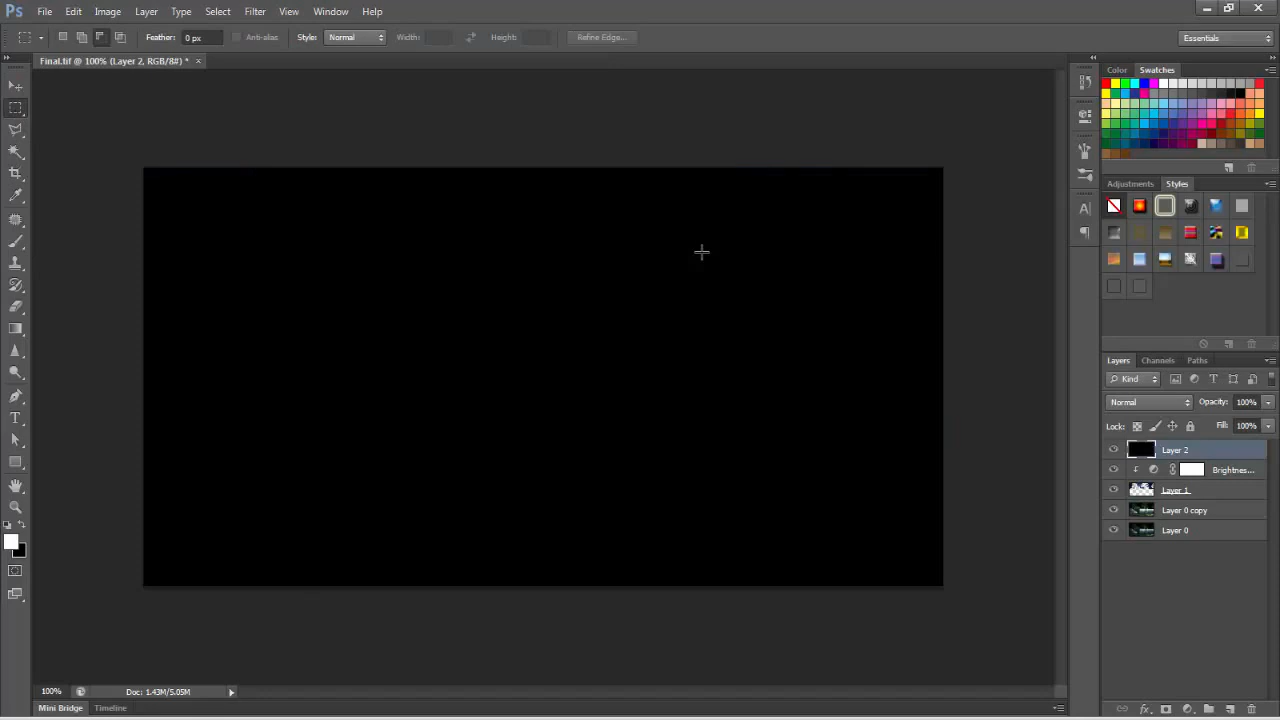 Ps File Edit Image Layer Type Select Filter View Window Help
Feather: 0 px Anti-alias Style: Normal Width: Height: Refine Edge... Essentials
Final.tif @ 100% (Layer 2, RGB/8#) * ×
Color Swatches
Adjustments Styles
Layers Channels Paths
Kind
Normal Opacity: 100%
Lock: Fill: 100%
Layer 2
Brightnes...
Layer 1
Layer 0 copy
Layer 0
100% Doc: 1.43M/5.05M
Mini Bridge Timeline